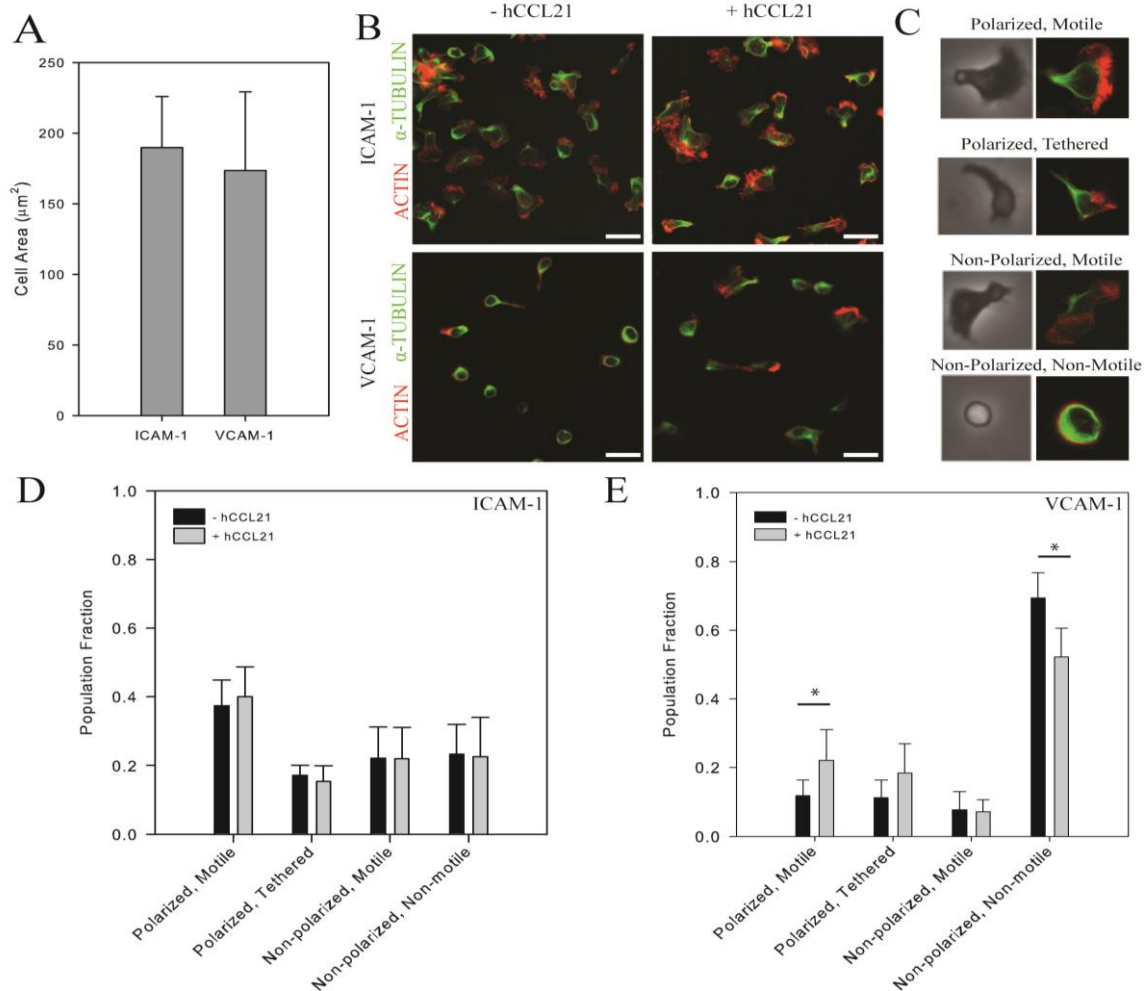 A
250
200
150
100
50
0
Cell Area (μm²)
ICAM-1
VCAM-1
B
- hCCL21
+ hCCL21
ICAM-1
ACTIN α-TUBULIN
VCAM-1
ACTIN α-TUBULIN
C
Polarized, Motile
Polarized, Tethered
Non-Polarized, Motile
Non-Polarized, Non-Motile
D
ICAM-1
- hCCL21
+ hCCL21
1.0
0.8
0.6
0.4
0.2
0.0
Population Fraction
Polarized, Motile
Polarized, Tethered
Non-polarized, Motile
Non-polarized, Non-motile
E
VCAM-1
- hCCL21
+ hCCL21
1.0
0.8
0.6
0.4
0.2
0.0
Population Fraction
*
*
Polarized, Motile
Polarized, Tethered
Non-polarized, Motile
Non-polarized, Non-motile